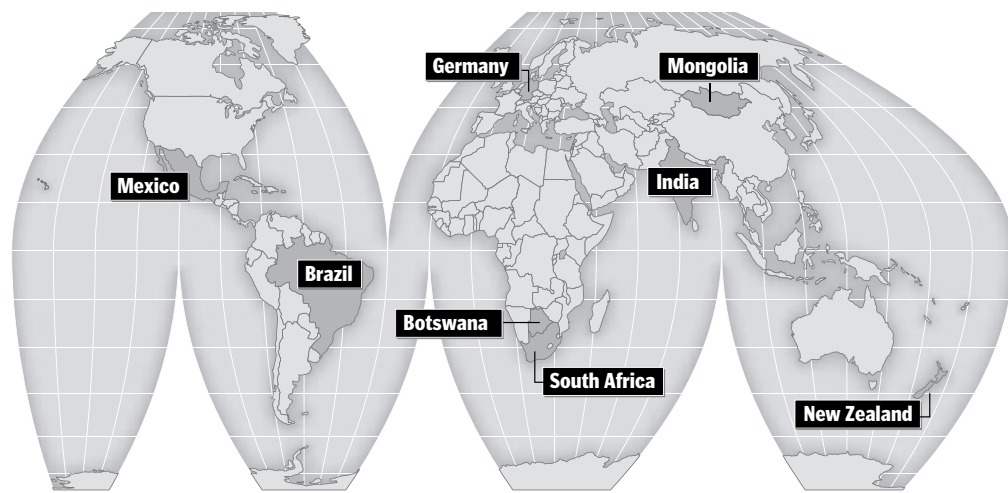 Germany
Mongolia
Mexico
India
Brazil
Botswana
South Africa
New Zealand